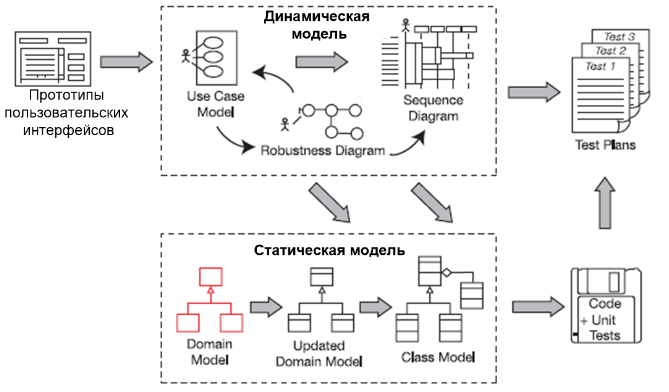 Динамическая
модель
Прототипы
пользовательских
интерфейсов
Use Case
Model
Robustness Diagram
Sequence
Diagram
Test 3
Test 2
Test 1
Test Plans
Статическая модель
Domain
Model
Updated
Domain Model
Class Model
Code
+ Unit
Tests